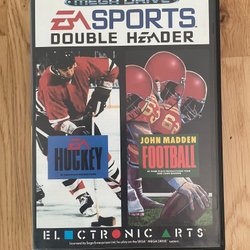 MEGA DRIVE
EA SPORTS
DOUBLE HEADER
EA
HOCKEY
JOHN MADDEN
FOOTBALL
ELECTRONIC ARTS